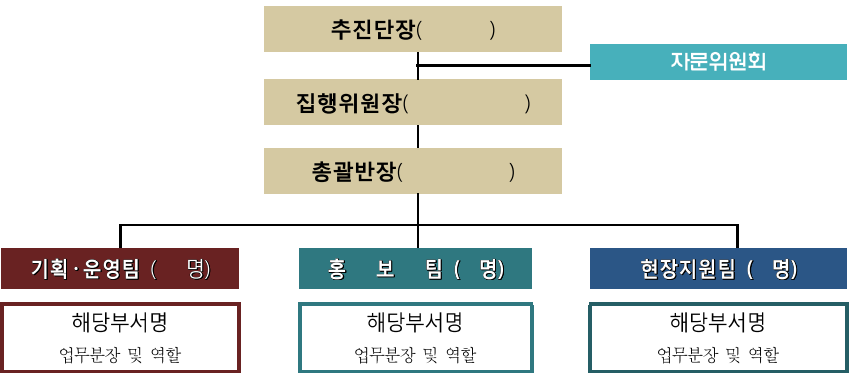 추진단장(        )
자문위원회
집행위원장(            )
총괄반장(            )
기획·운영팀 (    명)
홍    보    팀 (  명)
현장지원팀 (  명)
해당부서명
업무분장 및 역할
해당부서명
업무분장 및 역할
해당부서명
업무분장 및 역할